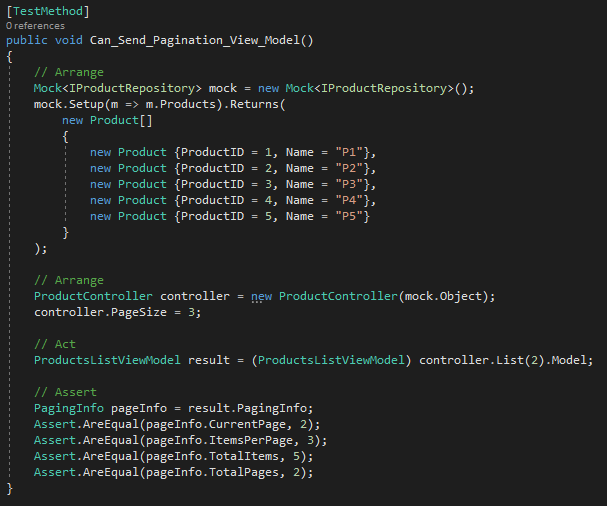 [TestMethod]
0 references
public void Can_Send_Pagination_View_Model()
{
// Arrange
Mock<IProductRepository> mock = new Mock<IProductRepository>();
mock.Setup(m => m.Products).Returns(
new Product[]
{
new Product {ProductID = 1, Name = "P1"},
new Product {ProductID = 2, Name = "P2"},
new Product {ProductID = 3, Name = "P3"},
new Product {ProductID = 4, Name = "P4"},
new Product {ProductID = 5, Name = "P5"}
}
);
// Arrange
ProductController controller = new ProductController(mock.Object);
controller.PageSize = 3;
// Act
ProductsListViewModel result = (ProductsListViewModel) controller.List(2).Model;
// Assert
PagingInfo pageInfo = result.PagingInfo;
Assert.AreEqual(pageInfo.CurrentPage, 2);
Assert.AreEqual(pageInfo.ItemsPerPage, 3);
Assert.AreEqual(pageInfo.TotalItems, 5);
Assert.AreEqual(pageInfo.TotalPages, 2);
}